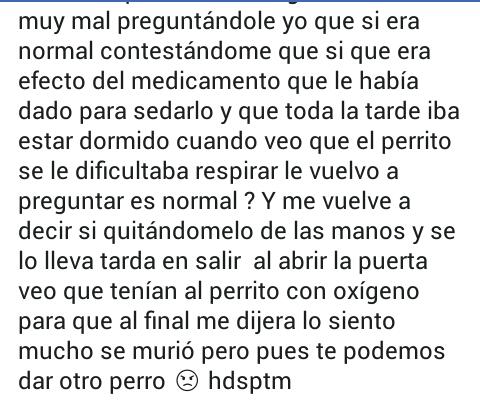 muy mal preguntándole yo que si era
normal contestándome que si que era
efecto del medicamento que le había
dado para sedarlo y que toda la tarde iba
estar dormido cuando veo que el perrito
se le dificultaba respirar le vuelvo a
preguntar es normal ? Y me vuelve a
decir si quitándomelo de las manos y se
lo lleva tarda en salir  al abrir la puerta
veo que tenían al perrito con oxígeno
para que al final me dijera lo siento
mucho se murió pero pues te podemos
dar otro perro 😠 hdsptm